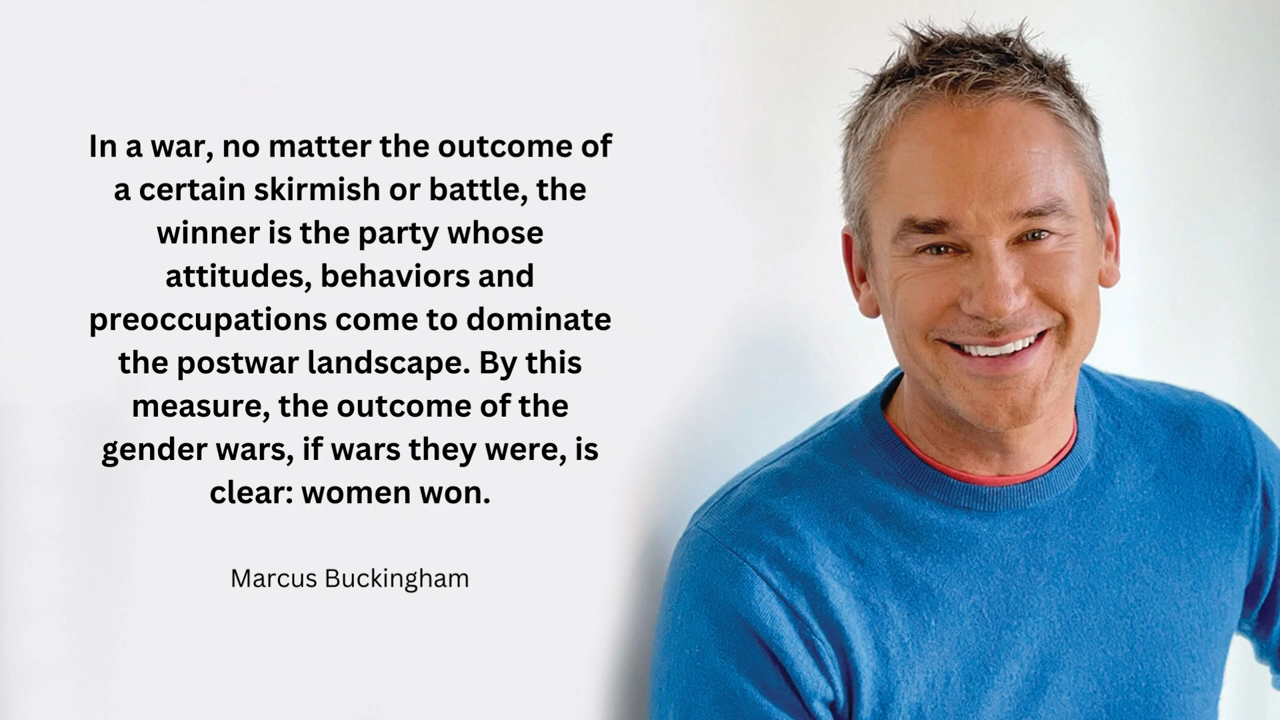 In a war, no matter the outcome of
a certain skirmish or battle, the
winner is the party whose
attitudes, behaviors and
preoccupations come to dominate
the postwar landscape. By this
measure, the outcome of the
gender wars, if wars they were, is
clear: women won.
Marcus Buckingham